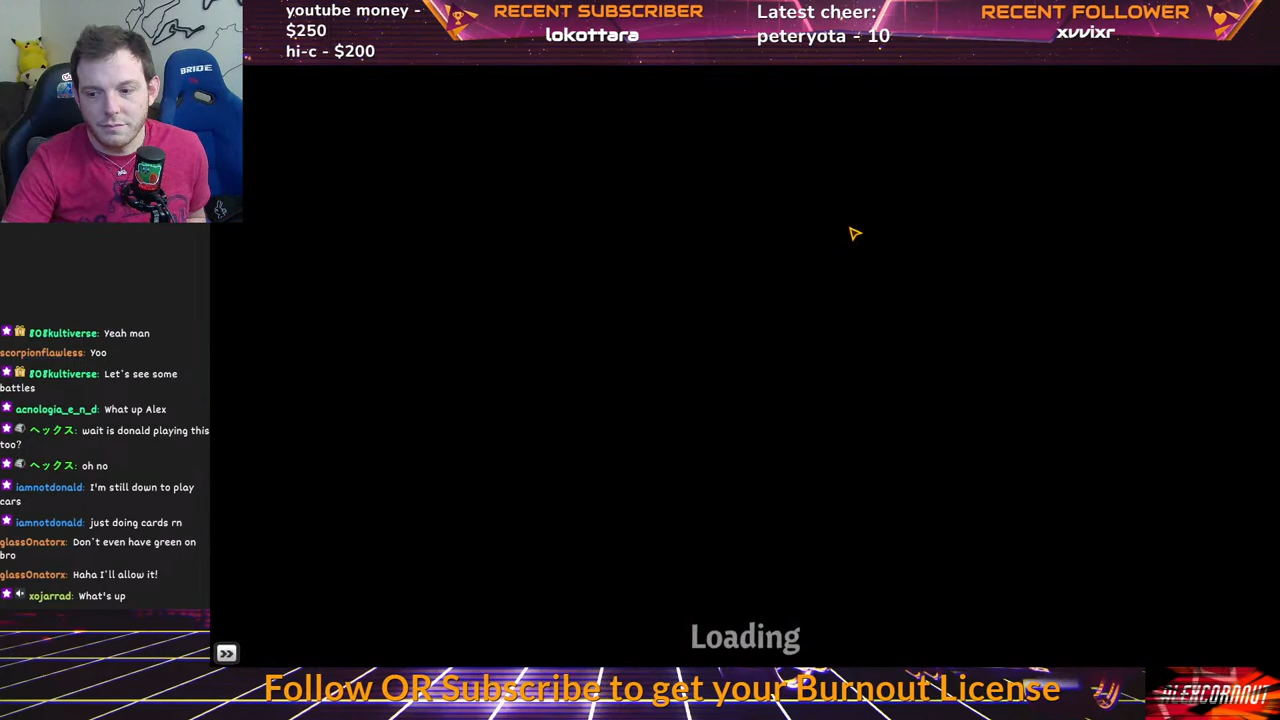 youtube money -
$250
hi-c - $200
RECENT SUBSCRIBER
lokottara
Latest cheer:
peteryota - 10
RECENT FOLLOWER
xvvixr
BRIDE
808kultiverse: Yeah man
scorpionflawless: Yoo
808kultiverse: Let's see some
battles
acnologia_e_n_d: What up Alex
ヘックス: wait is donald playing this
too?
ヘックス: oh no
iamnotdonald: I'm still down to play
cars
iamnotdonald: just doing cards rn
glass0natorx: Don't even have green on
bro
glass0natorx: Haha I'll allow it!
xojarrad: What's up
Loading
Follow OR Subscribe to get your Burnout License
ALEXCORNUT